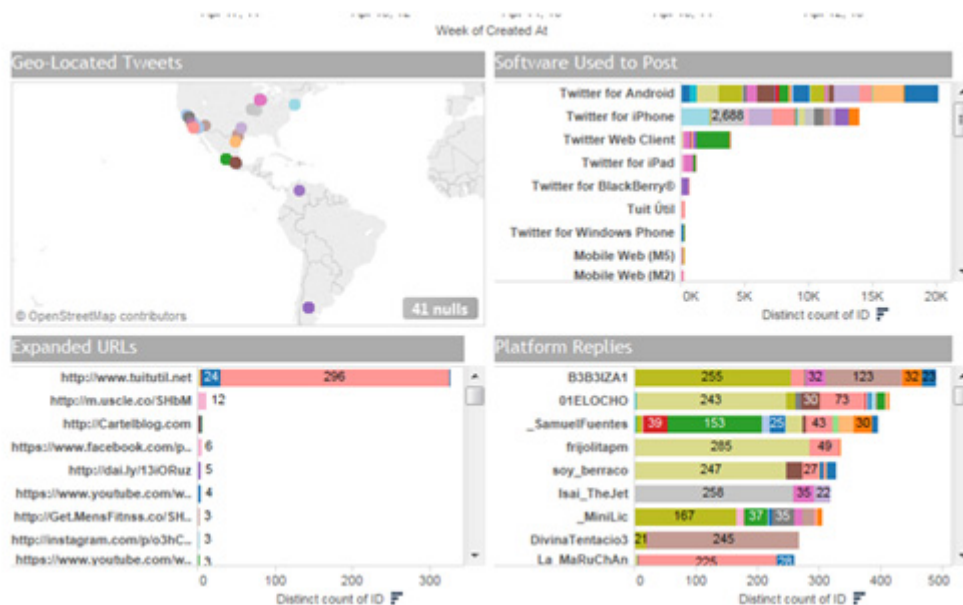 Week of Created At
Geo-Located Tweets
© OpenStreetMap contributors
41 nulls
Software Used to Post
Twitter for Android
Twitter for iPhone 2,688
Twitter Web Client
Twitter for iPad
Twitter for BlackBerry®
Tuit Útil
Twitter for Windows Phone
Mobile Web (M5)
Mobile Web (M2)
0K 5K 10K 15K 20K
Distinct count of ID
Expanded URLs
http://www.tuitutil.net 24 296
http://m.uscle.co/SHbM 12
http://Cartelblog.com
https://www.facebook.com/p... 6
http://dai.ly/13iORuz 5
https://www.youtube.com/w... 4
http://Get.MensFitnss.co/SH... 3
http://instagram.com/p/o3hC... 3
https://www.youtube.com/w... 3
0 100 200 300
Distinct count of ID
Platform Replies
B3B3IZA1 255 32 123 32 23
01ELOCHO 243 30 73
_SamuelFuentes 39 153 25 43 30
frijolitapm 285 49
soy_berraco 247 27
Isai_TheJet 258 35 22
_MiniLic 167 37 35
DivinaTentacio3 21 245
La_MaRuChAn 225 28
0 100 200 300 400 500
Distinct count of ID